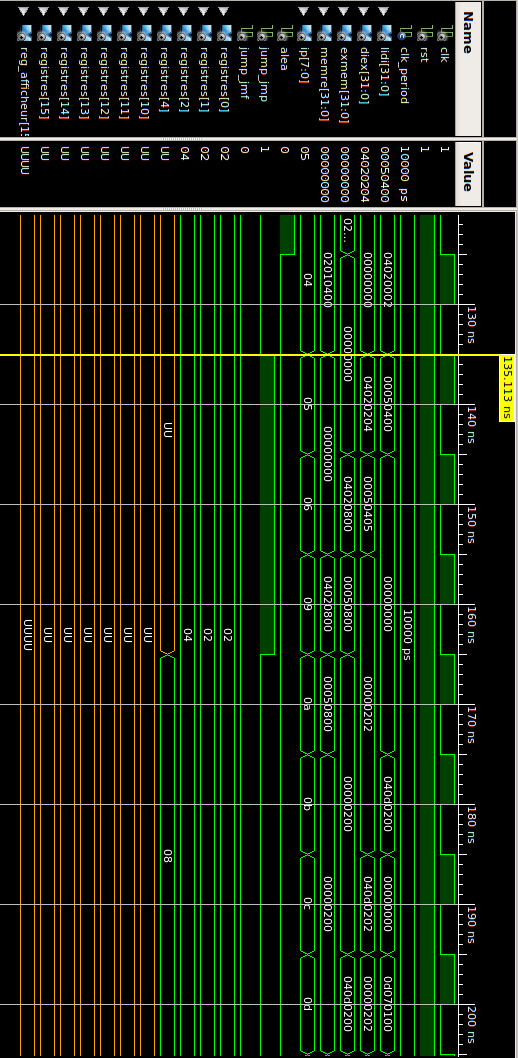 135.113 ns
Name
Value
130 ns
140 ns
150 ns
160 ns
170 ns
180 ns
190 ns
200 ns
clk
1
rst
1
clk_period
10000 ps
10000 ps
lidi[31:0]
00050400
04020002
00050400
00000000
040d0200
00000000
0d070100
diex[31:0]
04020204
00000000
04020204
00050405
00000202
040d0202
00000202
exmem[31:0]
00000000
02...
00000000
04020800
00050800
00000200
040d0200
memre[31:0]
00000000
02010400
00000000
04020800
00050800
00000200
ip[7:0]
05
04
05
06
09
0a
0b
0c
0d
alea
0
jump_jmp
1
jump_jmf
0
registres[0]
02
02
registres[1]
02
02
registres[2]
04
04
registres[4]
UU
UU
08
registres[10]
UU
UU
registres[11]
UU
UU
registres[12]
UU
UU
registres[13]
UU
UU
registres[14]
UU
UU
registres[15]
UU
UU
reg_afficheur[1
UUUU
UUUU